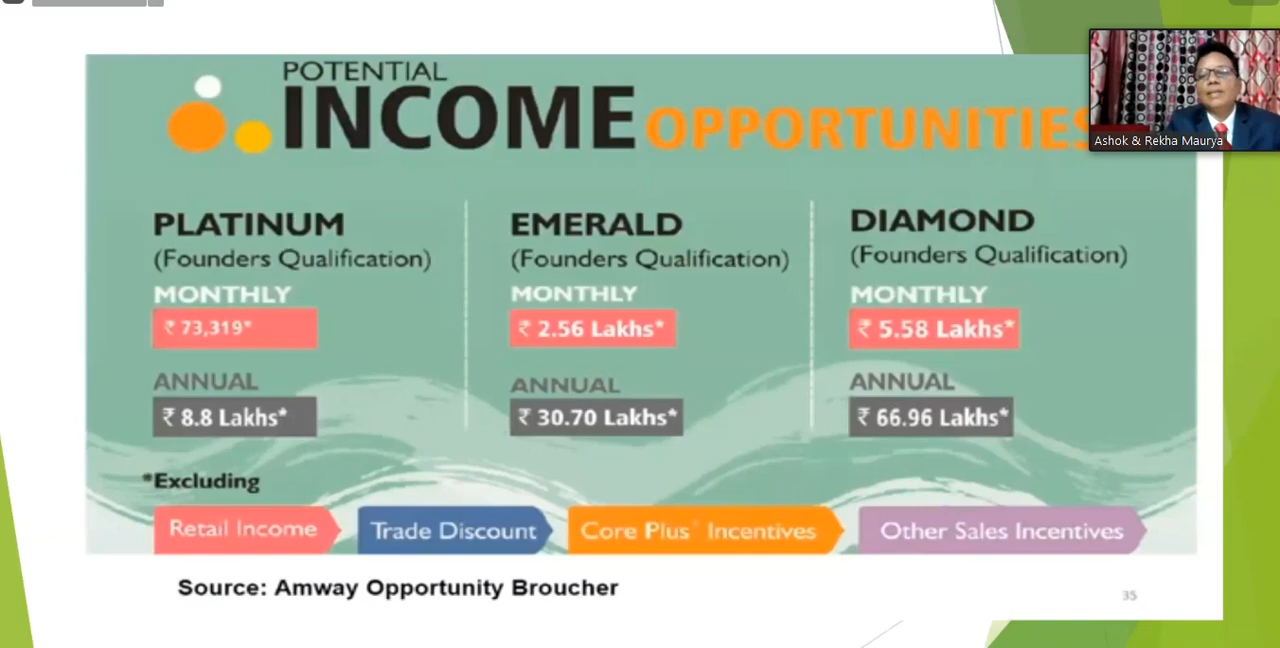 POTENTIAL
INCOME OPPORTUNITIES
Ashok & Rekha Maurya
PLATINUM
(Founders Qualification)
MONTHLY
₹ 73,319*
ANNUAL
₹ 8.8 Lakhs*
EMERALD
(Founders Qualification)
MONTHLY
₹ 2.56 Lakhs*
ANNUAL
₹ 30.70 Lakhs*
DIAMOND
(Founders Qualification)
MONTHLY
₹ 5.58 Lakhs*
ANNUAL
₹ 66.96 Lakhs*
*Excluding
Retail Income
Trade Discount
Core Plus+ Incentives
Other Sales Incentives
Source: Amway Opportunity Broucher
35